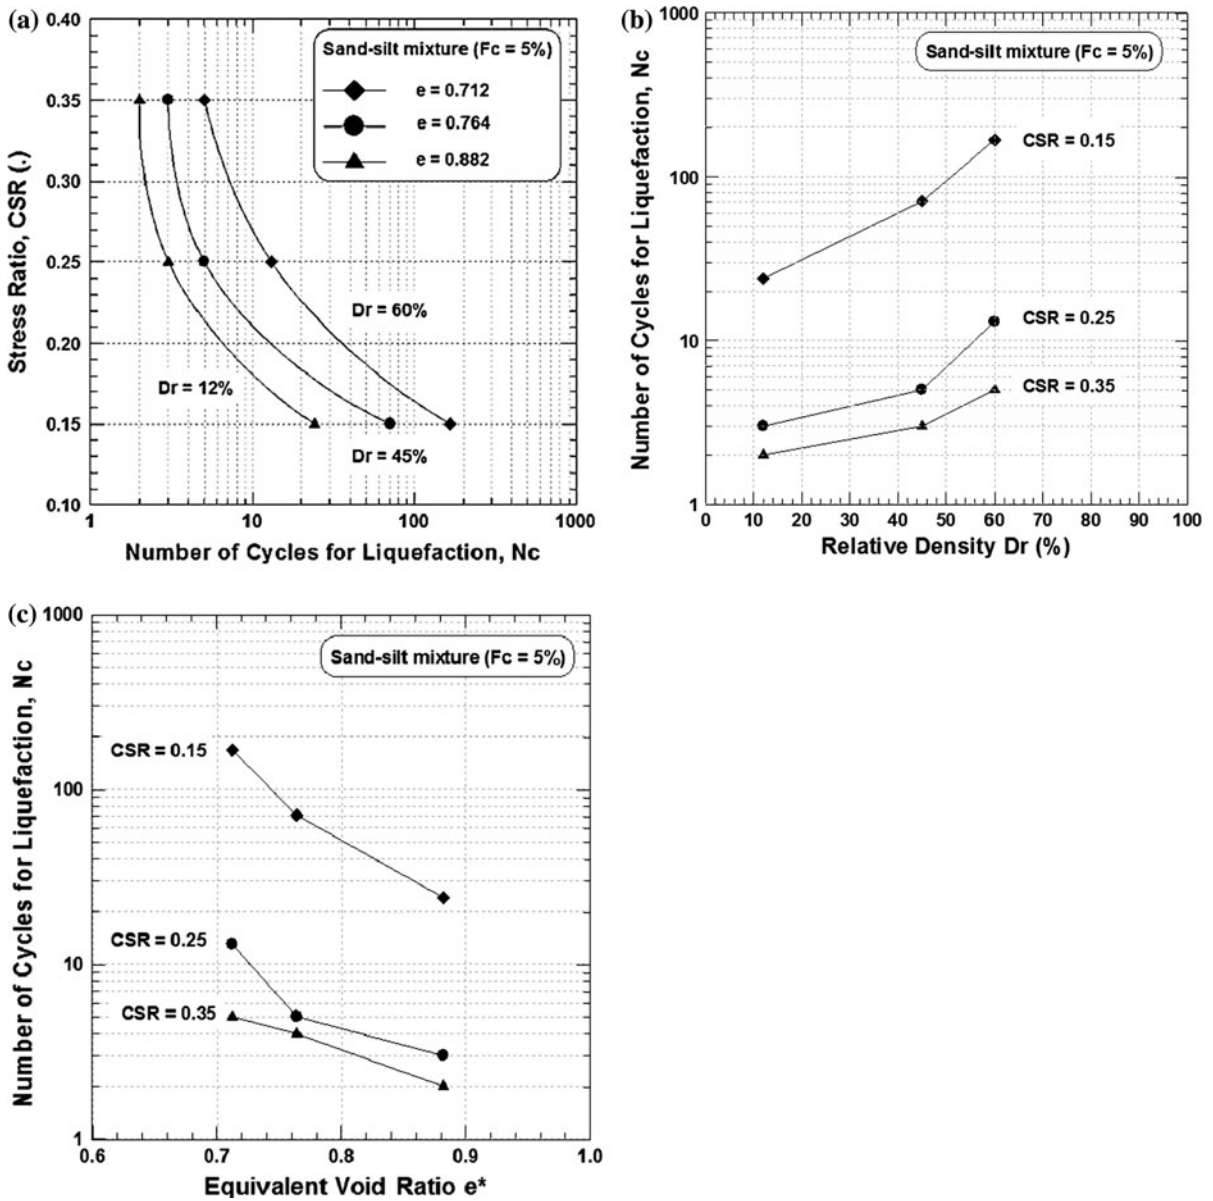 (a)
0.40
0.35
0.30
0.25
0.20
0.15
0.10
Stress Ratio, CSR (.)
Sand-silt mixture (Fc = 5%)
e = 0.712
e = 0.764
e = 0.882
Dr = 60%
Dr = 12%
Dr = 45%
1
10
100
1000
Number of Cycles for Liquefaction, Nc
(b)
1000
100
10
1
Number of Cycles for Liquefaction, Nc
Sand-silt mixture (Fc = 5%)
CSR = 0.15
CSR = 0.25
CSR = 0.35
0
10
20
30
40
50
60
70
80
90
100
Relative Density Dr (%)
(c)
1000
100
10
1
Number of Cycles for Liquefaction, Nc
Sand-silt mixture (Fc = 5%)
CSR = 0.15
CSR = 0.25
CSR = 0.35
0.6
0.7
0.8
0.9
1.0
Equivalent Void Ratio e*